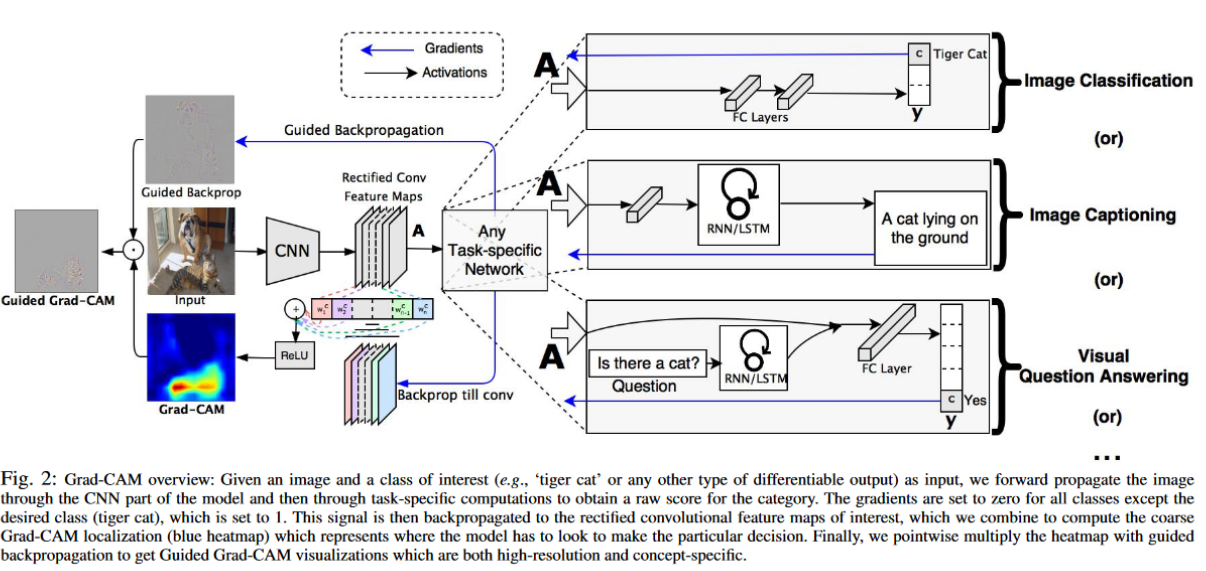 Gradients
Activations
A
c Tiger Cat
FC Layers
y
Image Classification
(or)
Guided Backpropagation
Guided Backprop
Rectified Conv
Feature Maps
A
Input
CNN
Any
Task-specific
Network
Guided Grad-CAM
A
RNN/LSTM
A cat lying on
the ground
Image Captioning
(or)
+
w₁ᶜ w₂ᶜ wₙ₋₁ᶜ wₙᶜ
=
ReLU
Grad-CAM
Backprop till conv
A
Is there a cat?
Question
RNN/LSTM
FC Layer
c Yes
y
Visual
Question Answering
(or)
...
Fig. 2: Grad-CAM overview: Given an image and a class of interest (e.g., ‘tiger cat’ or any other type of differentiable output) as input, we forward propagate the image
through the CNN part of the model and then through task-specific computations to obtain a raw score for the category. The gradients are set to zero for all classes except the
desired class (tiger cat), which is set to 1. This signal is then backpropagated to the rectified convolutional feature maps of interest, which we combine to compute the coarse
Grad-CAM localization (blue heatmap) which represents where the model has to look to make the particular decision. Finally, we pointwise multiply the heatmap with guided
backpropagation to get Guided Grad-CAM visualizations which are both high-resolution and concept-specific.